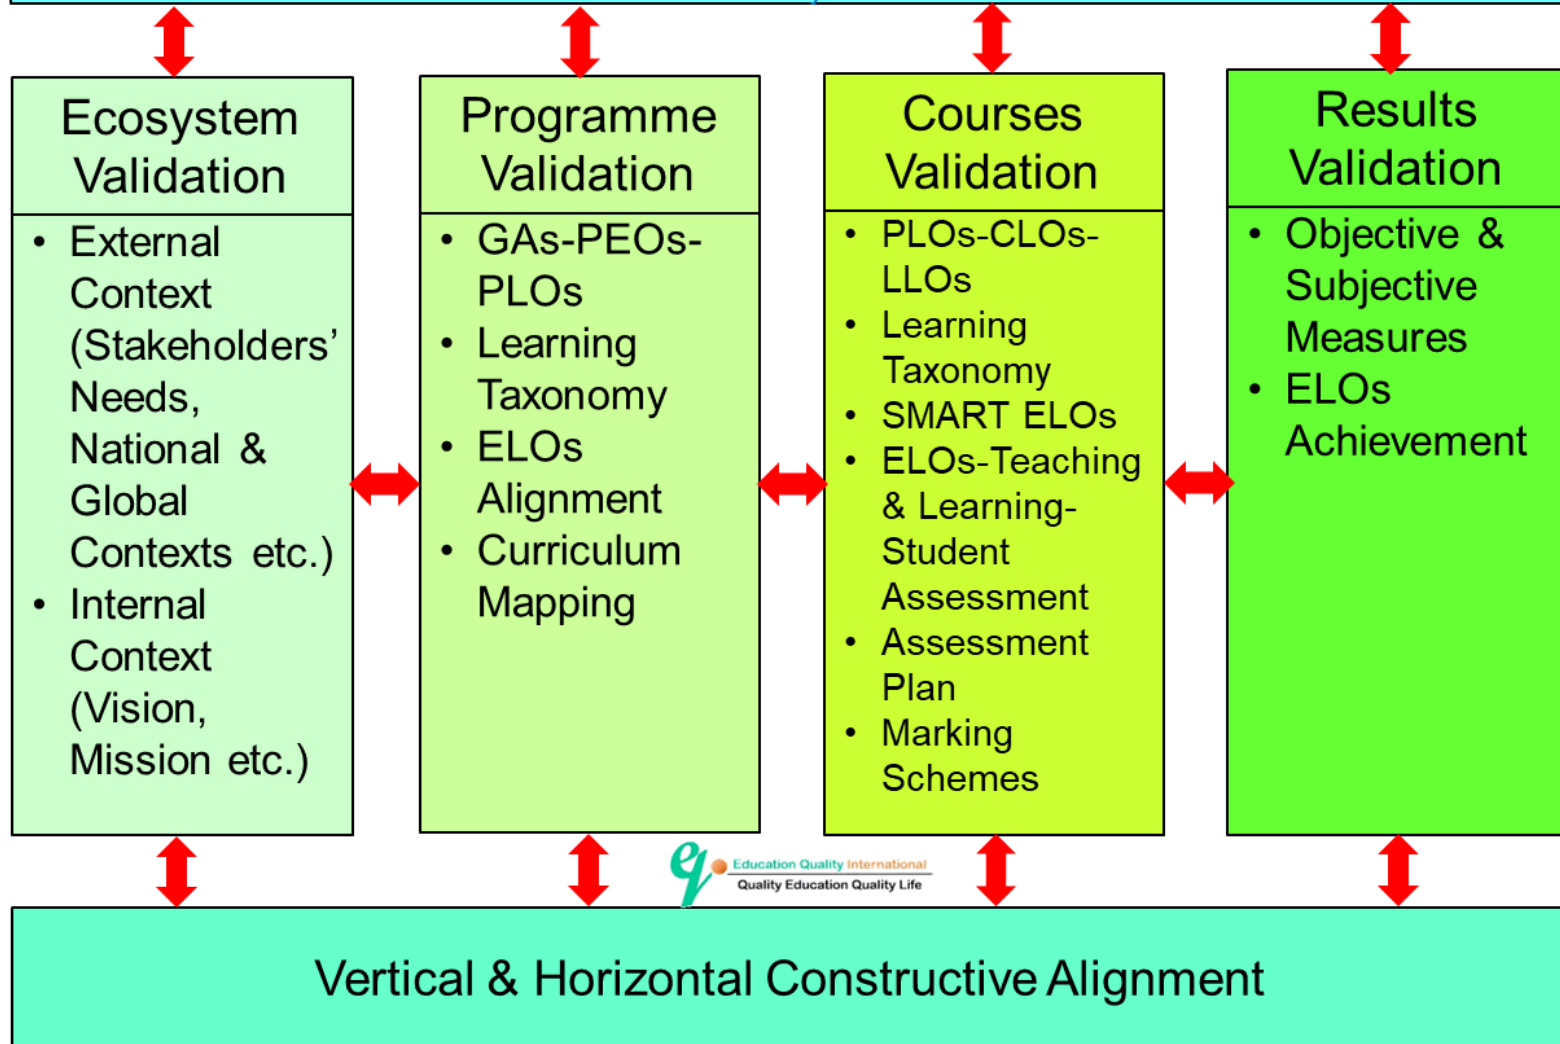 Ecosystem
Validation
• External
Context
(Stakeholders’
Needs,
National &
Global
Contexts etc.)
• Internal
Context
(Vision,
Mission etc.)
Programme
Validation
• GAs-PEOs-
PLOs
• Learning
Taxonomy
• ELOs
Alignment
• Curriculum
Mapping
Courses
Validation
• PLOs-CLOs-
LLOs
• Learning
Taxonomy
• SMART ELOs
• ELOs-Teaching
& Learning-
Student
Assessment
• Assessment
Plan
• Marking
Schemes
Results
Validation
• Objective &
Subjective
Measures
• ELOs
Achievement
eq
Education Quality International
Quality Education Quality Life
Vertical & Horizontal Constructive Alignment